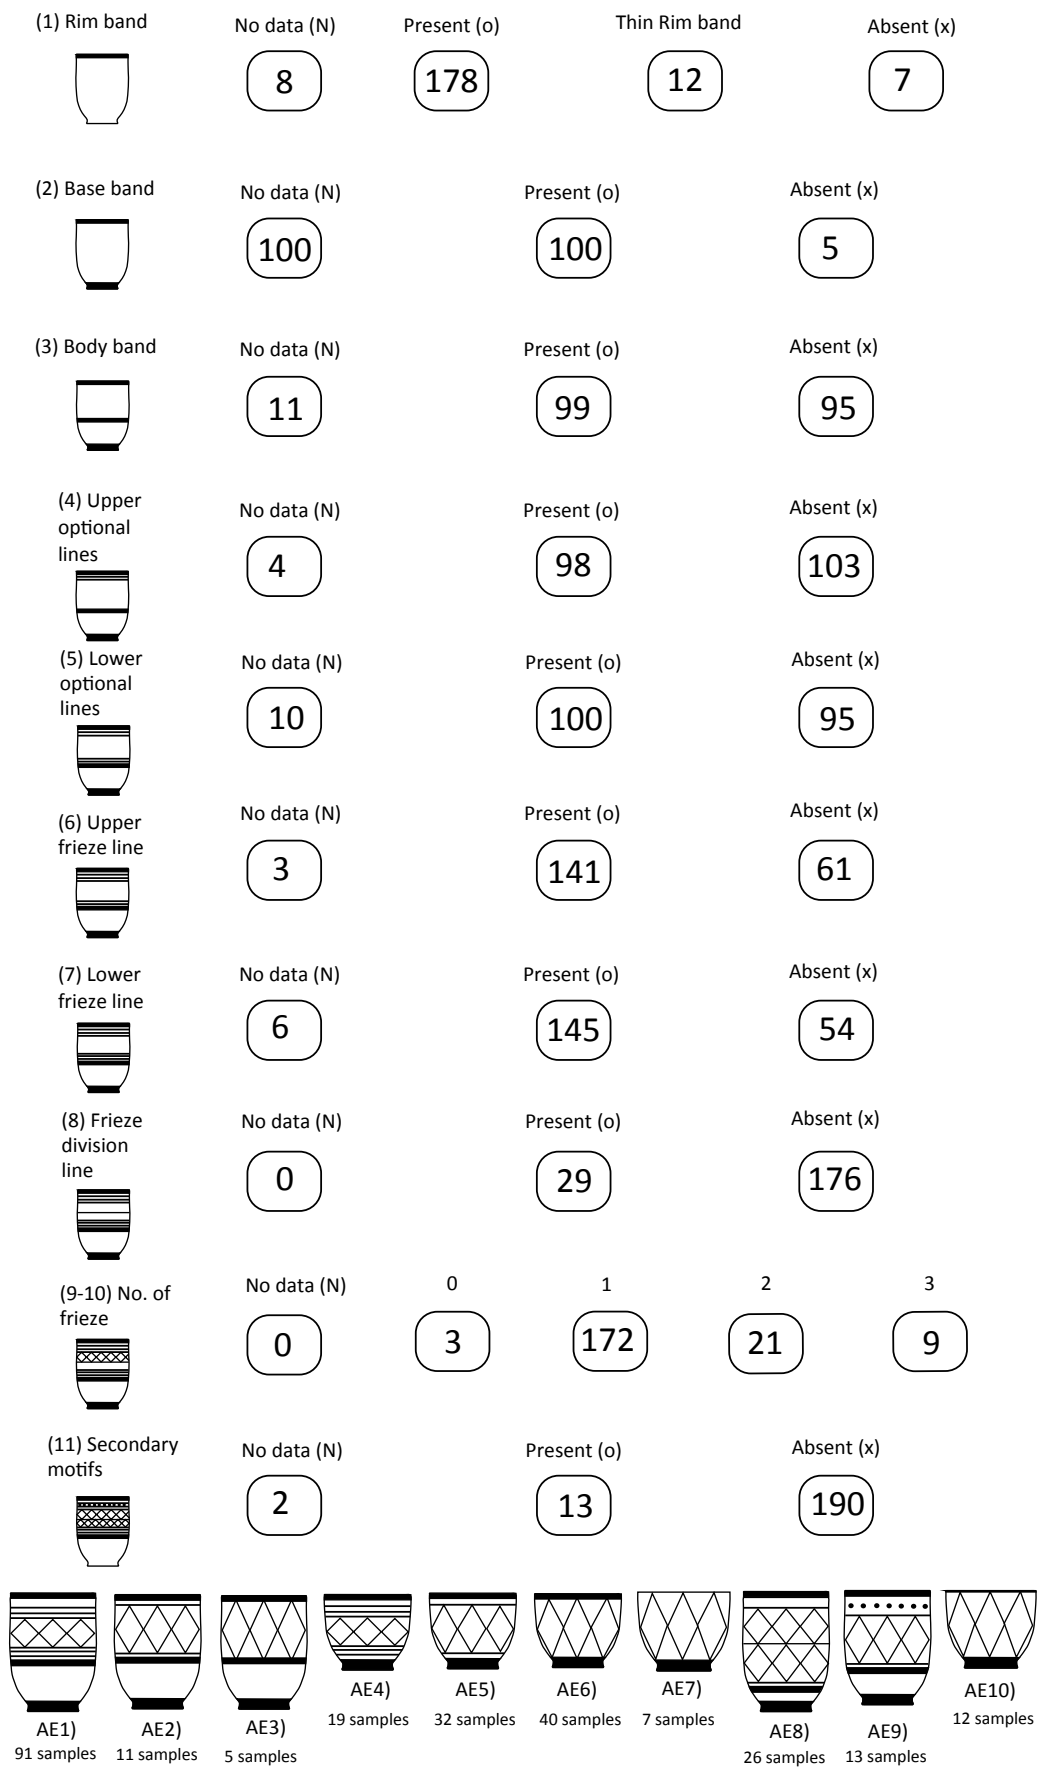 (1) Rim band
No data (N) Present (o) Thin Rim band Absent (x)
8 178 12 7
(2) Base band
No data (N) Present (o) Absent (x)
100 100 5
(3) Body band
No data (N) Present (o) Absent (x)
11 99 95
(4) Upper
optional
lines
No data (N) Present (o) Absent (x)
4 98 103
(5) Lower
optional
lines
No data (N) Present (o) Absent (x)
10 100 95
(6) Upper
frieze line
No data (N) Present (o) Absent (x)
3 141 61
(7) Lower
frieze line
No data (N) Present (o) Absent (x)
6 145 54
(8) Frieze
division
line
No data (N) Present (o) Absent (x)
0 29 176
(9-10) No. of
frieze
No data (N) 0 1 2 3
0 3 172 21 9
(11) Secondary
motifs
No data (N) Present (o) Absent (x)
2 13 190
AE1)
91 samples
AE2)
11 samples
AE3)
5 samples
AE4)
19 samples
AE5)
32 samples
AE6)
40 samples
AE7)
7 samples
AE8)
26 samples
AE9)
13 samples
AE10)
12 samples